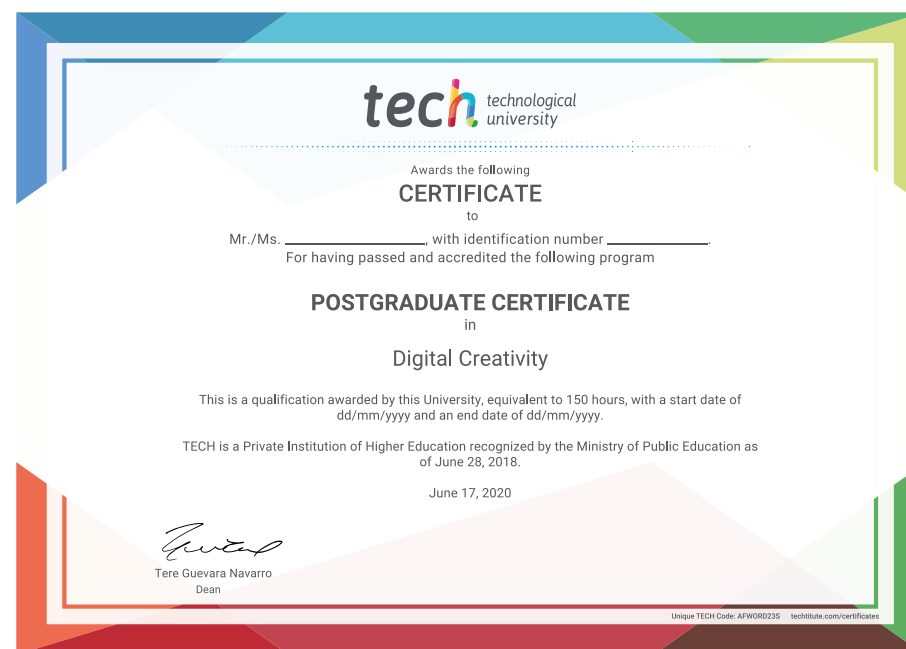 tech technological
university
Awards the following
CERTIFICATE
to
Mr./Ms. ____________________, with identification number ______________.
For having passed and accredited the following program
POSTGRADUATE CERTIFICATE
in
Digital Creativity
This is a qualification awarded by this University, equivalent to 150 hours, with a start date of
dd/mm/yyyy and an end date of dd/mm/yyyy.
TECH is a Private Institution of Higher Education recognized by the Ministry of Public Education as
of June 28, 2018.
June 17, 2020
Tere Guevara Navarro
Dean
Unique TECH Code: AFWORD23S techtitute.com/certificates